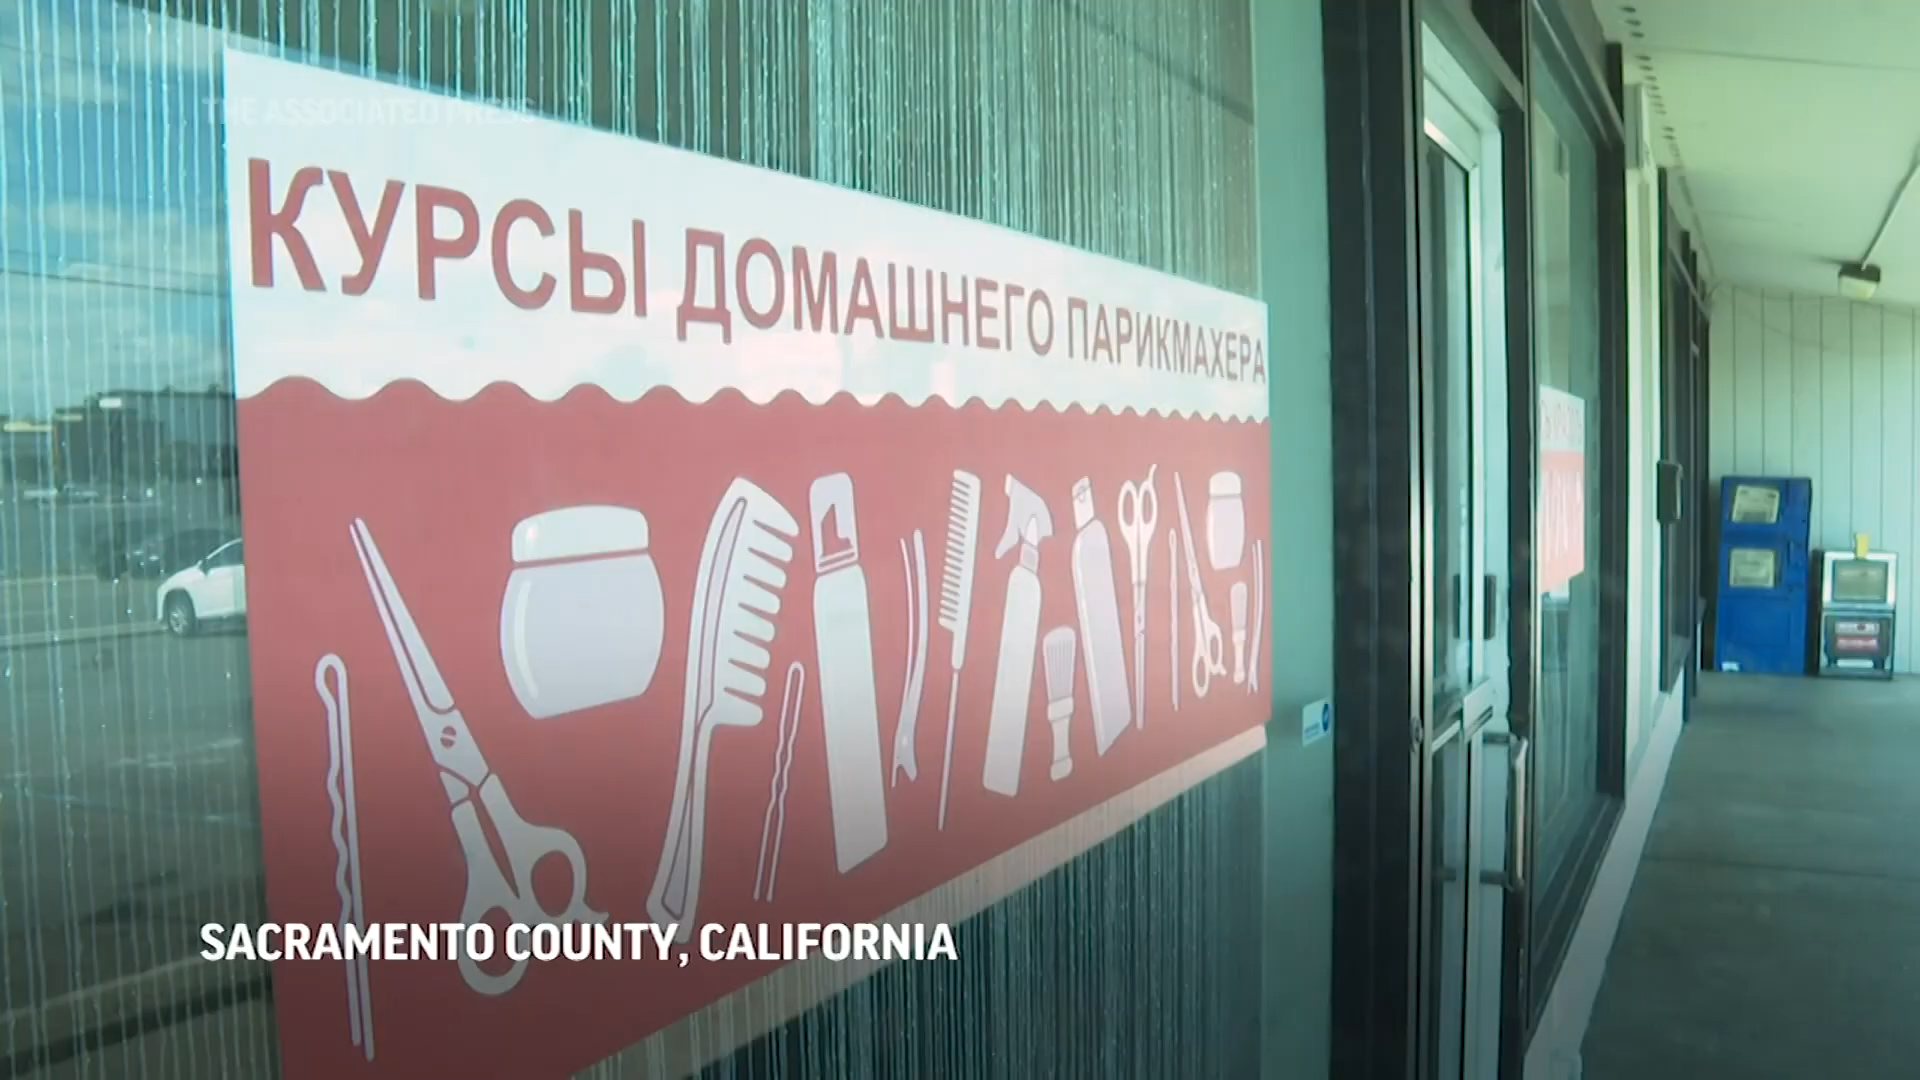 THE ASSOCIATED PRESS
КУРСЫ ДОМАШНЕГО ПАРИКМАХЕРА
SACRAMENTO COUNTY, CALIFORNIA